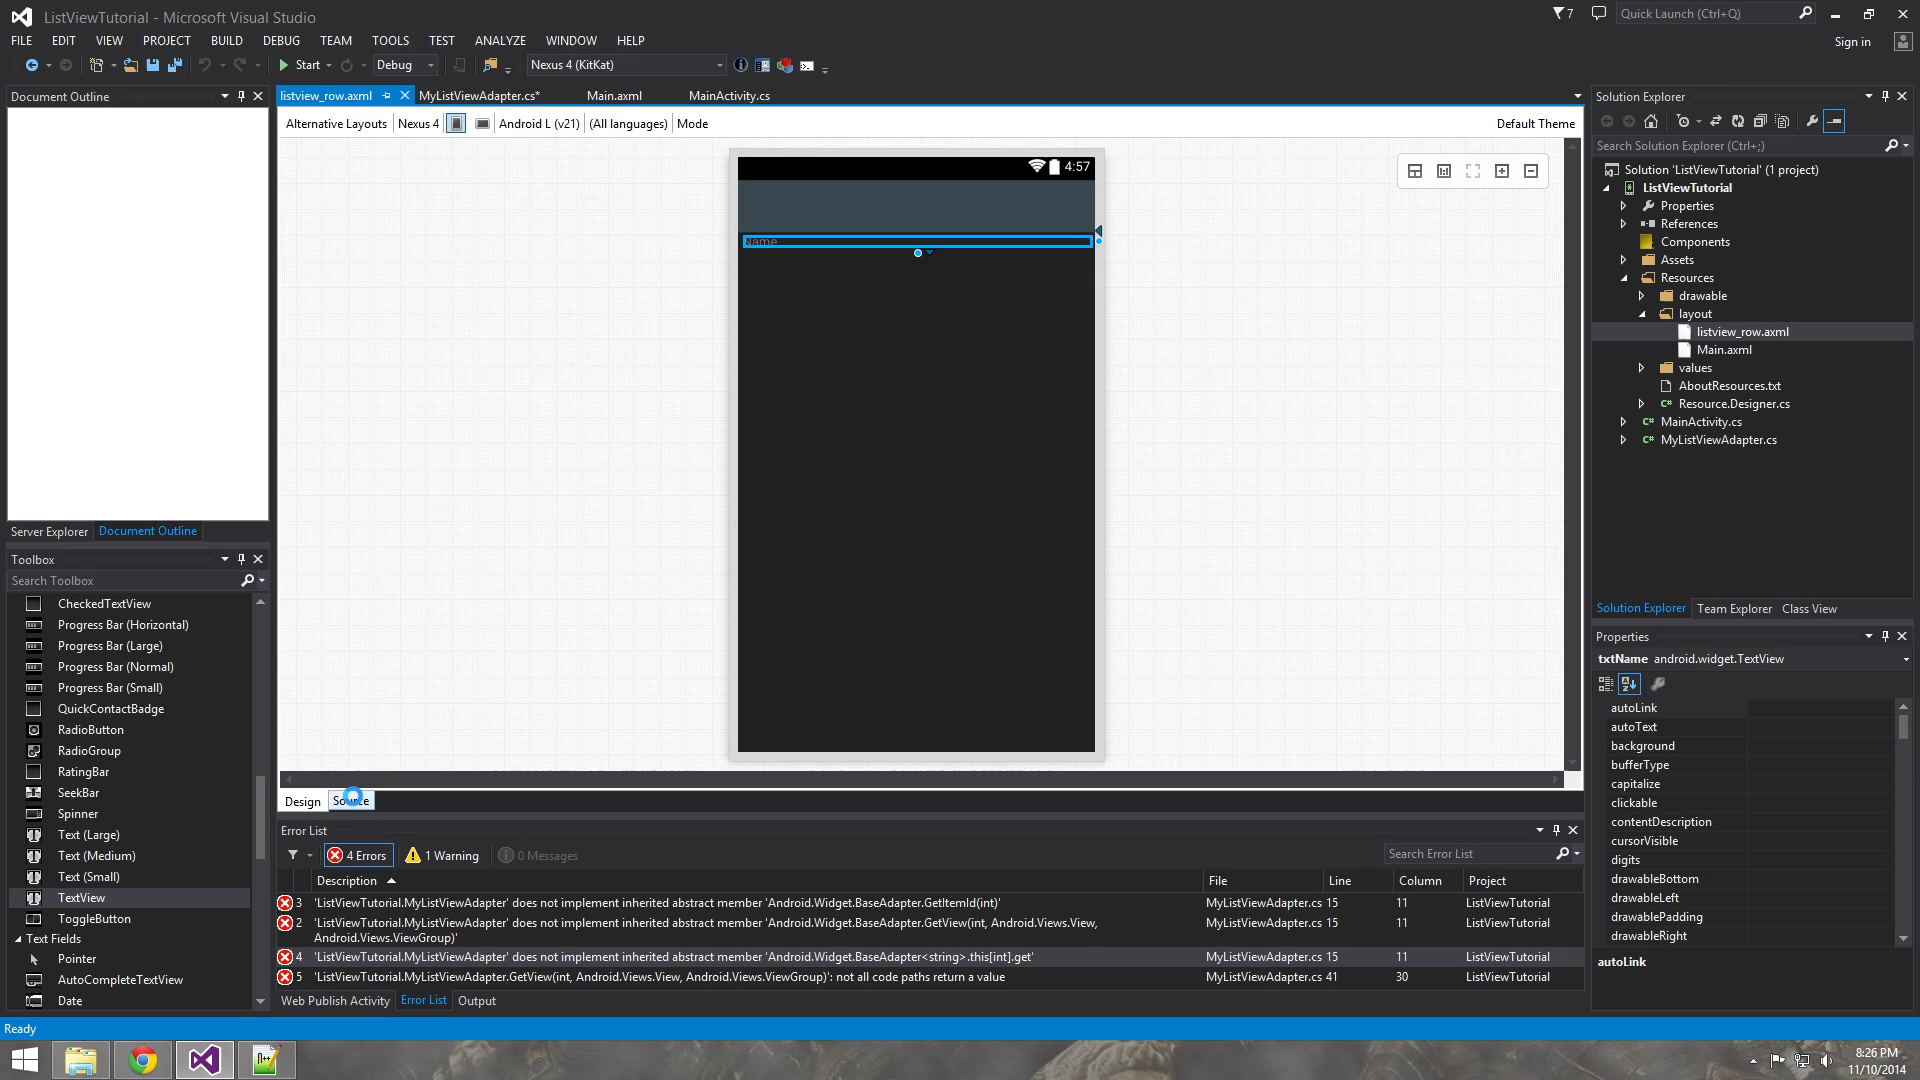 ListViewTutorial - Microsoft Visual Studio
7
Quick Launch (Ctrl+Q)
FILE EDIT VIEW PROJECT BUILD DEBUG TEAM TOOLS TEST ANALYZE WINDOW HELP
Sign in
Start
Debug
Nexus 4 (KitKat)
Document Outline
listview_row.axml
MyListViewAdapter.cs*
Main.axml
MainActivity.cs
Alternative Layouts
Nexus 4
Android L (v21)
(All languages)
Mode
Default Theme
4:57
Name
Server Explorer
Document Outline
Toolbox
Search Toolbox
CheckedTextView
Progress Bar (Horizontal)
Progress Bar (Large)
Progress Bar (Normal)
Progress Bar (Small)
QuickContactBadge
RadioButton
RadioGroup
RatingBar
SeekBar
Spinner
Text (Large)
Text (Medium)
Text (Small)
TextView
ToggleButton
Text Fields
Pointer
AutoCompleteTextView
Date
Design
Source
Error List
4 Errors
1 Warning
0 Messages
Search Error List
Description
File
Line
Column
Project
3 'ListViewTutorial.MyListViewAdapter' does not implement inherited abstract member 'Android.Widget.BaseAdapter.GetItemId(int)' MyListViewAdapter.cs 15 11 ListViewTutorial
2 'ListViewTutorial.MyListViewAdapter' does not implement inherited abstract member 'Android.Widget.BaseAdapter.GetView(int, Android.Views.View, MyListViewAdapter.cs 15 11 ListViewTutorial
Android.Views.ViewGroup)'
4 'ListViewTutorial.MyListViewAdapter' does not implement inherited abstract member 'Android.Widget.BaseAdapter<string>.this[int].get' MyListViewAdapter.cs 15 11 ListViewTutorial
5 'ListViewTutorial.MyListViewAdapter.GetView(int, Android.Views.View, Android.Views.ViewGroup)': not all code paths return a value MyListViewAdapter.cs 41 30 ListViewTutorial
Web Publish Activity
Error List
Output
Solution Explorer
Search Solution Explorer (Ctrl+;)
Solution 'ListViewTutorial' (1 project)
ListViewTutorial
Properties
References
Components
Assets
Resources
drawable
layout
listview_row.axml
Main.axml
values
AboutResources.txt
C# Resource.Designer.cs
C# MainActivity.cs
C# MyListViewAdapter.cs
Solution Explorer
Team Explorer
Class View
Properties
txtName android.widget.TextView
autoLink
autoText
background
bufferType
capitalize
clickable
contentDescription
cursorVisible
digits
drawableBottom
drawableLeft
drawablePadding
drawableRight
autoLink
Ready
8:26 PM
11/10/2014